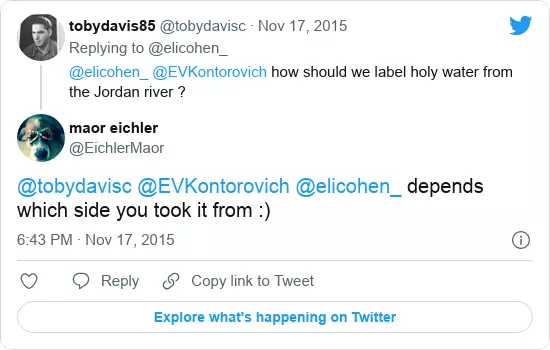 tobydavis85 @tobydavisc · Nov 17, 2015
Replying to @elicohen_
@elicohen_ @EVKontorovich how should we label holy water from
the Jordan river ?
maor eichler
@EichlerMaor
@tobydavisc @EVKontorovich @elicohen_ depends
which side you took it from :)
6:43 PM · Nov 17, 2015
Reply
Copy link to Tweet
Explore what's happening on Twitter